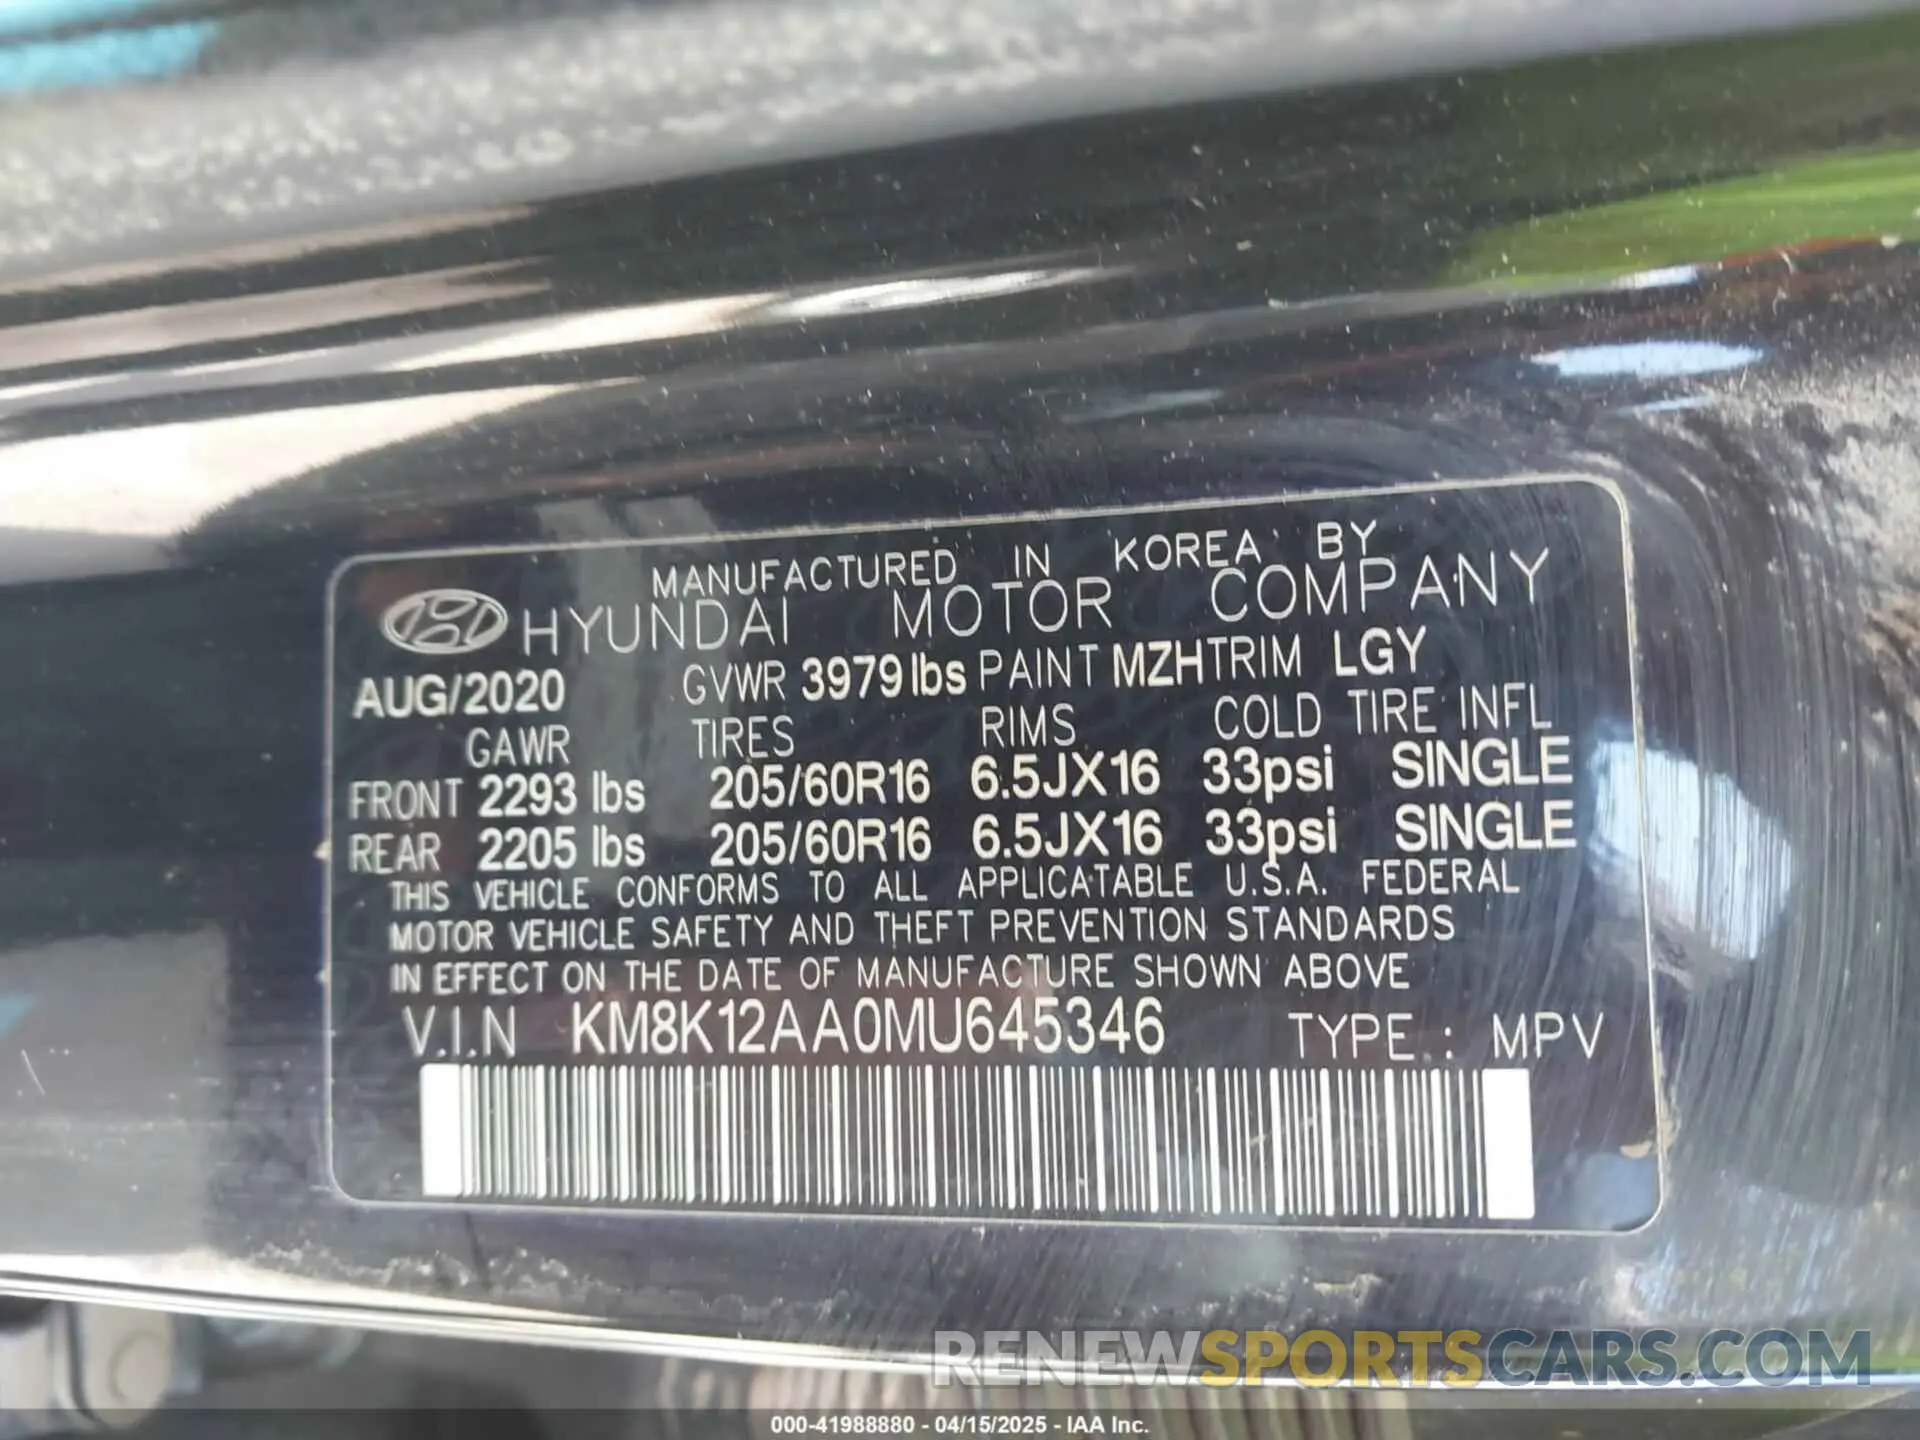 MANUFACTURED IN KOREA BY
HYUNDAI MOTOR COMPANY
AUG/2020 GVWR 3979 lbs PAINT MZH TRIM LGY
GAWR TIRES RIMS COLD TIRE INFL
FRONT 2293 lbs 205/60R16 6.5JX16 33psi SINGLE
REAR 2205 lbs 205/60R16 6.5JX16 33psi SINGLE
THIS VEHICLE CONFORMS TO ALL APPLICATABLE U.S.A. FEDERAL
MOTOR VEHICLE SAFETY AND THEFT PREVENTION STANDARDS
IN EFFECT ON THE DATE OF MANUFACTURE SHOWN ABOVE
V.I.N KM8K12AA0MU645346 TYPE : MPV
RENEWSPORTSCARS.COM
000-41988880 - 04/15/2025 - IAA Inc.